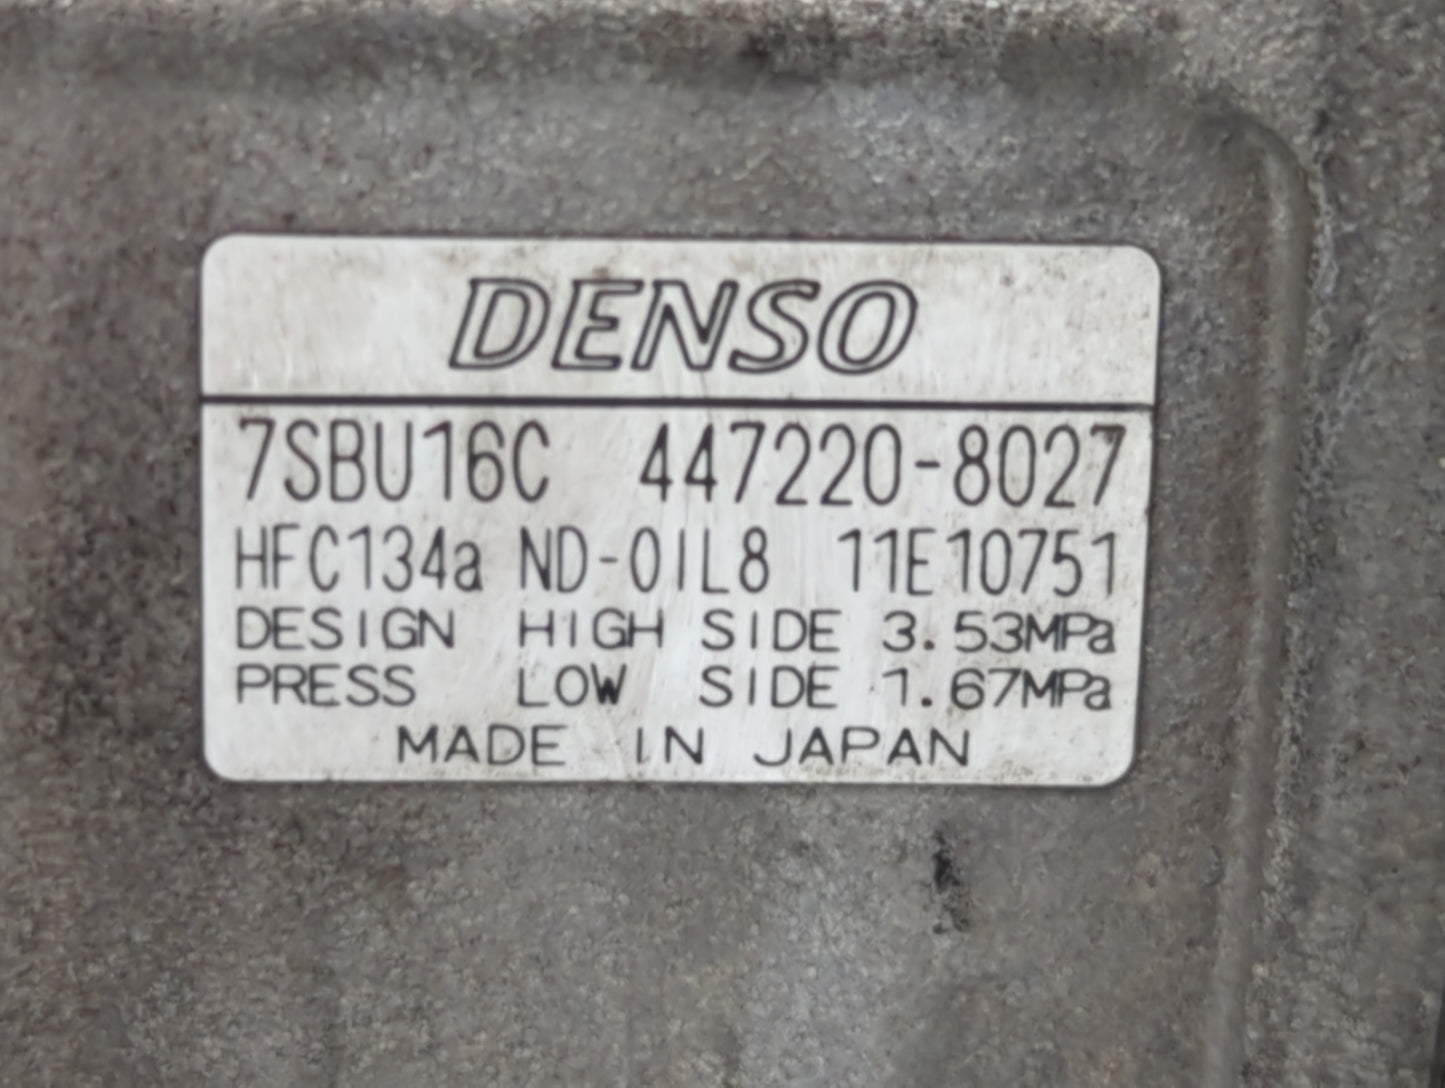 DENSO
7SBU16C 447220-8027
HFC134a ND-OIL8 11E10751
DESIGN HIGH SIDE 3.53MPa
PRESS LOW SIDE 1.67MPa
MADE IN JAPAN